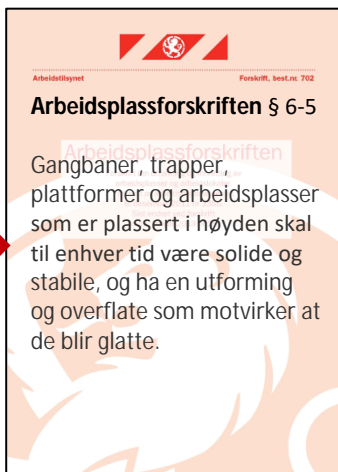 Arbeidstilsynet
Forskrift, best.nr. 702
Arbeidsplassforskriften § 6-5
Arbeidsplassforskriften
Gangbaner, trapper,
plattformer og arbeidsplasser
som er plassert i høyden skal
til enhver tid være solide og
stabile, og ha en utforming
og overflate som motvirker at
de blir glatte.